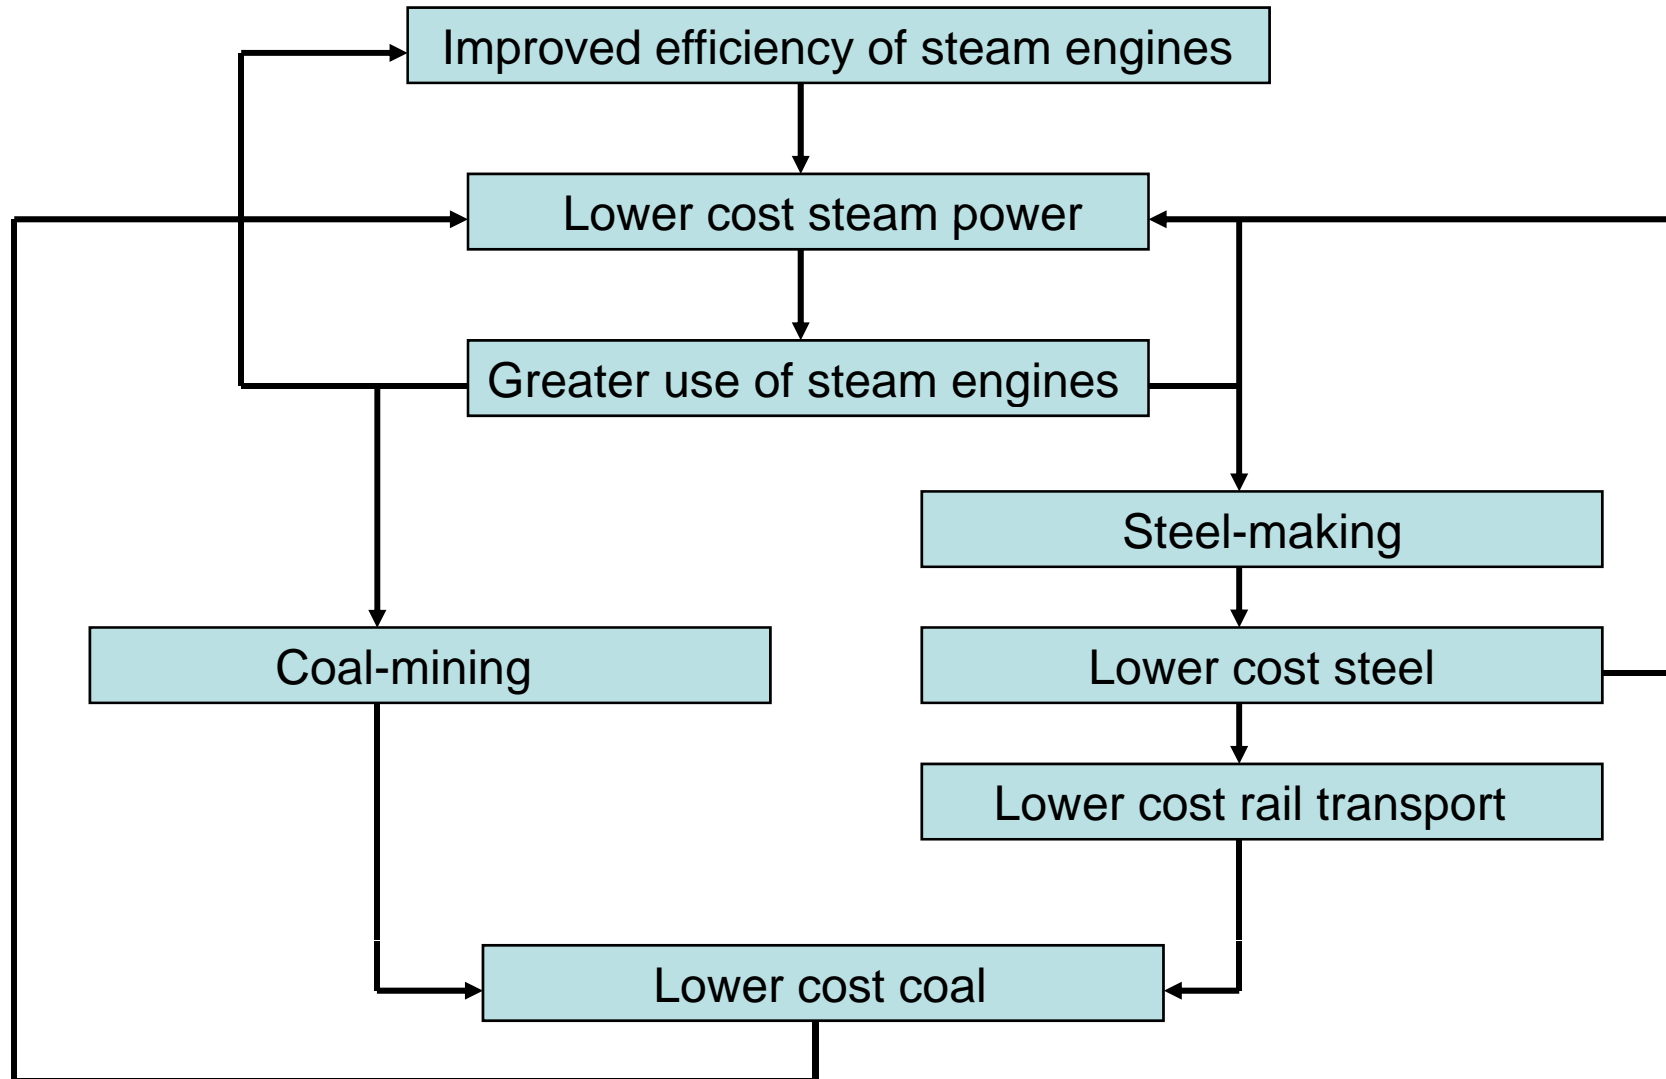 Improved efficiency of steam engines
Lower cost steam power
Greater use of steam engines
Steel-making
Coal-mining
Lower cost steel
Lower cost rail transport
Lower cost coal